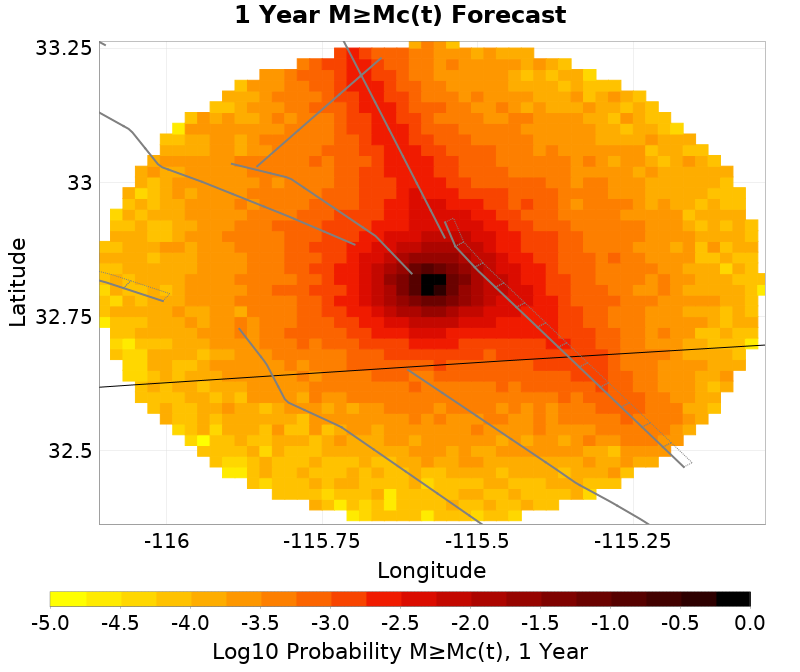 1 Year M≥Mc(t) Forecast
33.25
33
32.75
32.5
Latitude
-116 -115.75 -115.5 -115.25
Longitude
-5.0 -4.5 -4.0 -3.5 -3.0 -2.5 -2.0 -1.5 -1.0 -0.5 0.0
Log10 Probability M≥Mc(t), 1 Year